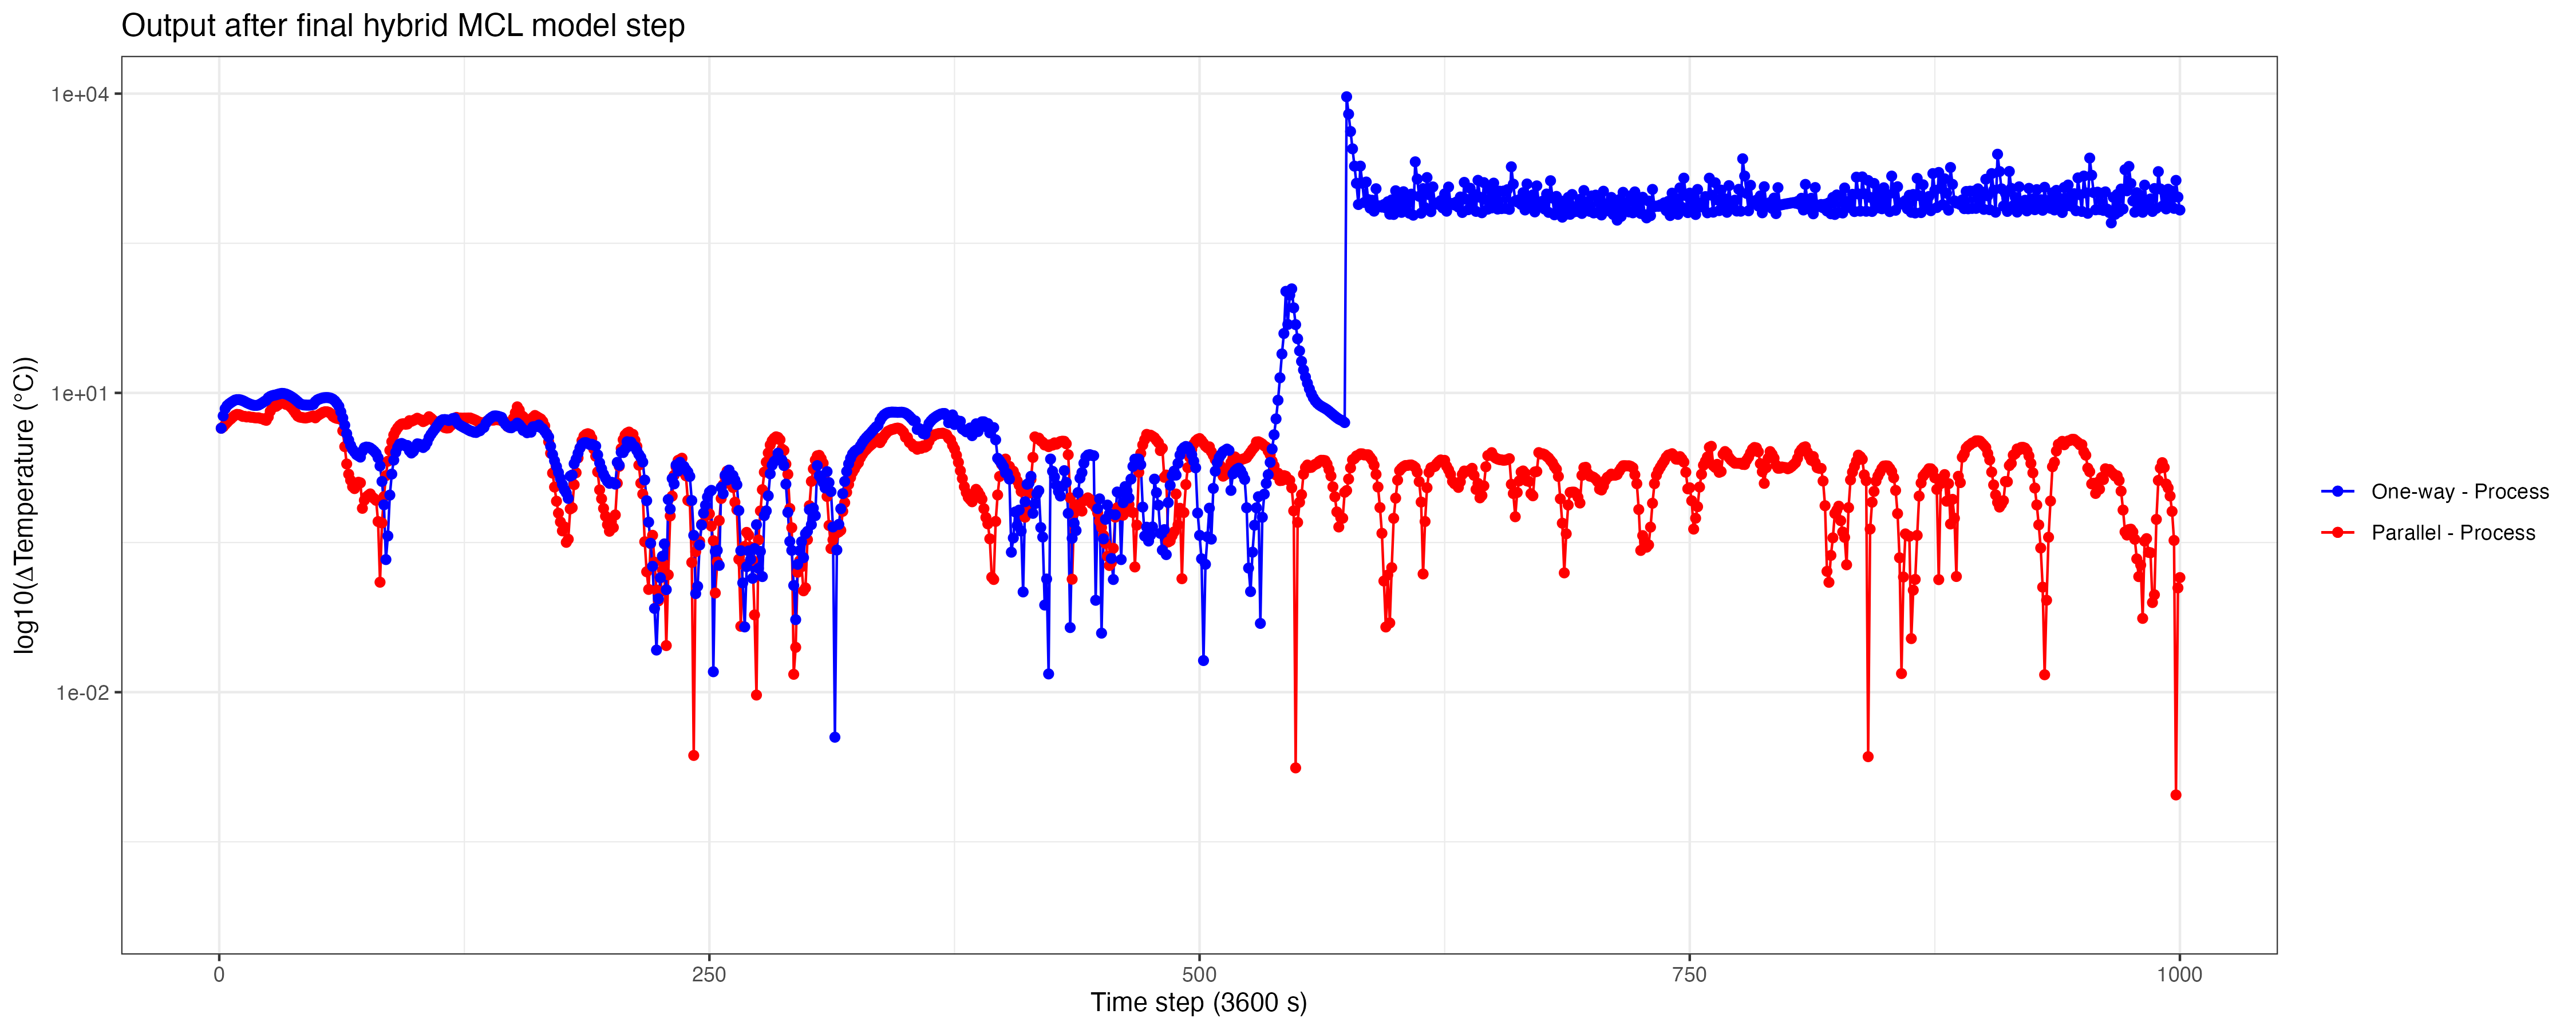 Output after final hybrid MCL model step
log10(ΔTemperature (°C))
1e+04
1e+01
1e-02
0
250
500
750
1000
Time step (3600 s)
One-way - Process
Parallel - Process